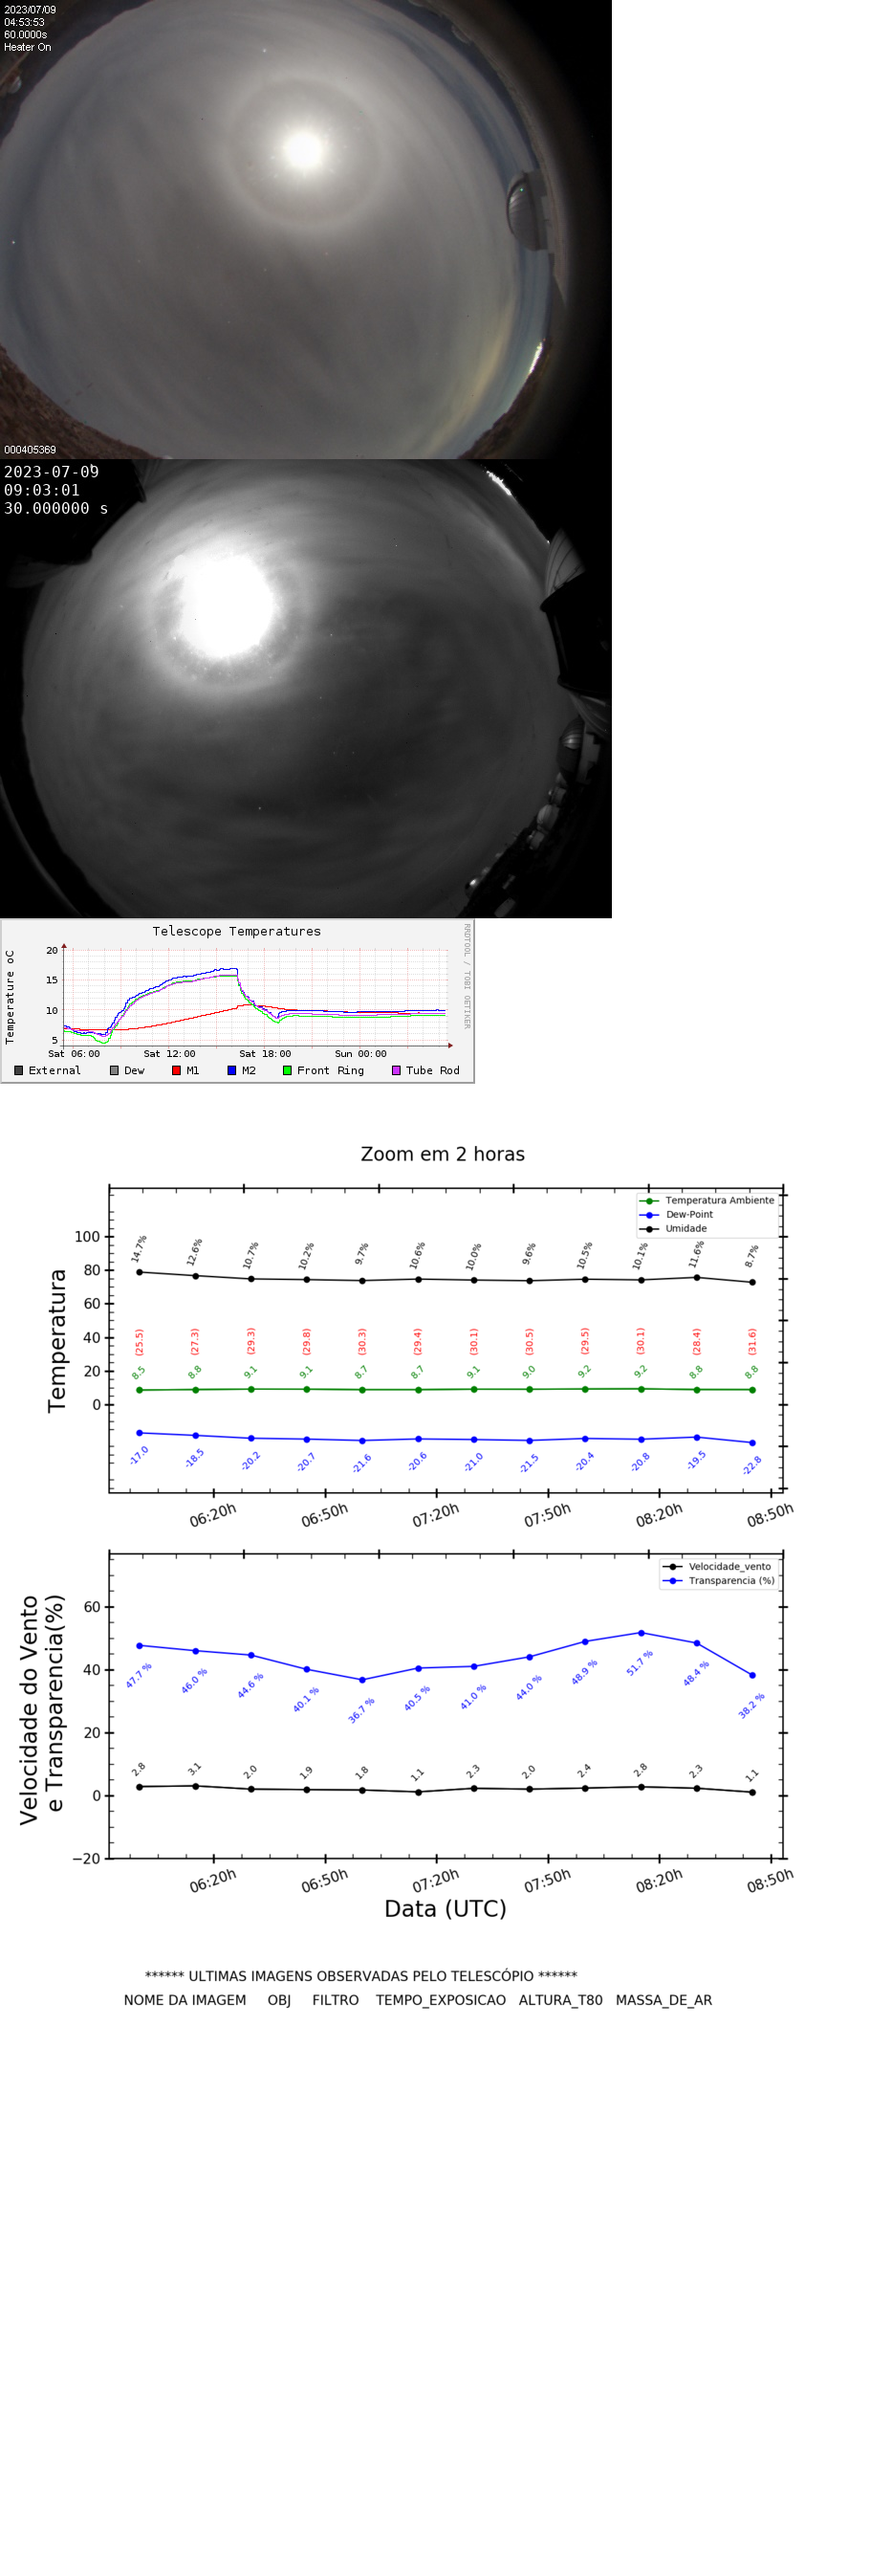 2023/07/09
04:53:53
60.0000s
Heater On
000405369
2023-07-09
09:03:01
30.000000 s
Telescope Temperatures
RRDTOOL / TOBI OETIKER
Temperature oC
20
15
10
5
Sat 06:00 Sat 12:00 Sat 18:00 Sun 00:00
External Dew M1 M2 Front Ring Tube Rod
Zoom em 2 horas
Temperatura Ambiente
Dew-Point
Umidade
Temperatura
100
80
60
40
20
0
14.7% 12.6% 10.7% 10.2% 9.7% 10.6% 10.0% 9.6% 10.5% 10.1% 11.6% 8.7%
(25.5) (27.3) (29.3) (29.8) (30.3) (29.4) (30.1) (30.5) (29.5) (30.1) (28.4) (31.6)
8.5 8.8 9.1 9.1 8.7 8.7 9.1 9.0 9.2 9.2 8.8 8.8
-17.0 -18.5 -20.2 -20.7 -21.6 -20.6 -21.0 -21.5 -20.4 -20.8 -19.5 -22.8
06:20h 06:50h 07:20h 07:50h 08:20h 08:50h
Velocidade_vento
Transparencia (%)
Velocidade do Vento
e Transparencia(%)
60
40
20
0
−20
47.7 % 46.0 % 44.6 % 40.1 % 36.7 % 40.5 % 41.0 % 44.0 % 48.9 % 51.7 % 48.4 % 38.2 %
2.8 3.1 2.0 1.9 1.8 1.1 2.3 2.0 2.4 2.8 2.3 1.1
06:20h 06:50h 07:20h 07:50h 08:20h 08:50h
Data (UTC)
****** ULTIMAS IMAGENS OBSERVADAS PELO TELESCÓPIO ******
NOME DA IMAGEM OBJ FILTRO TEMPO_EXPOSICAO ALTURA_T80 MASSA_DE_AR